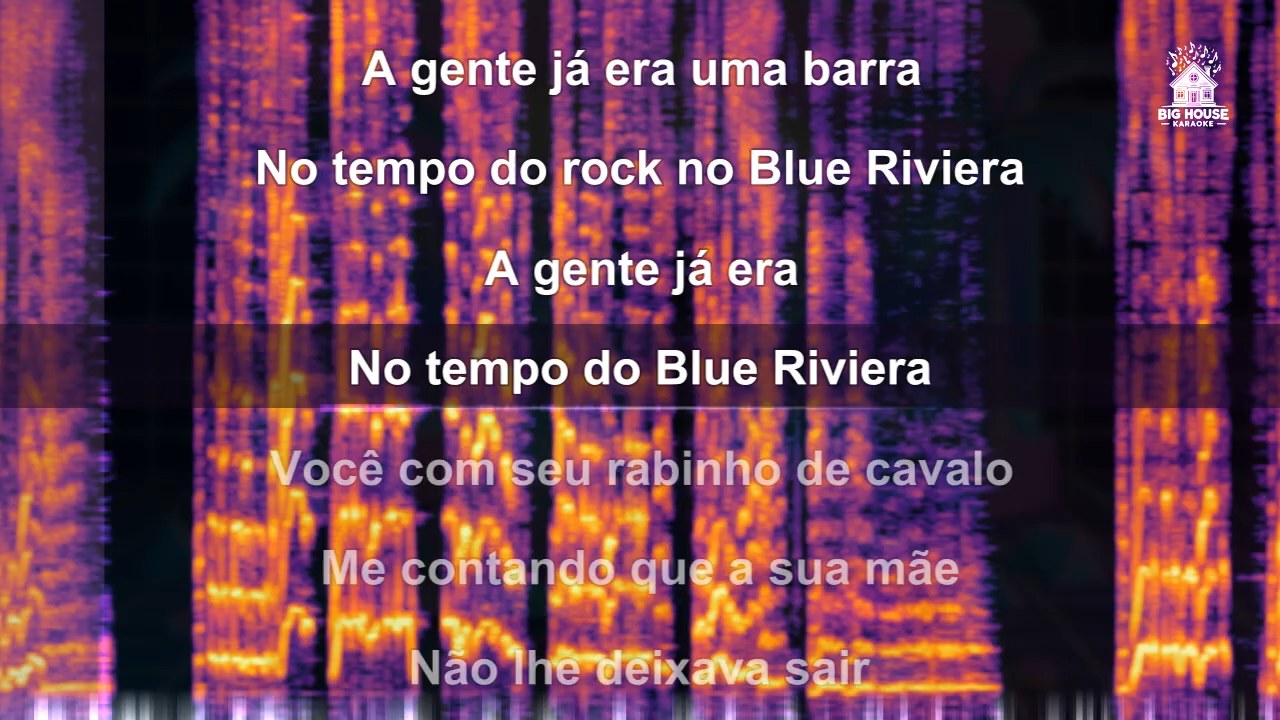 A gente já era uma barra
BIG HOUSE
KARAOKE
No tempo do rock no Blue Riviera
A gente já era
No tempo do Blue Riviera
Você com seu rabinho de cavalo
Me contando que a sua mãe
Não lhe deixava sair